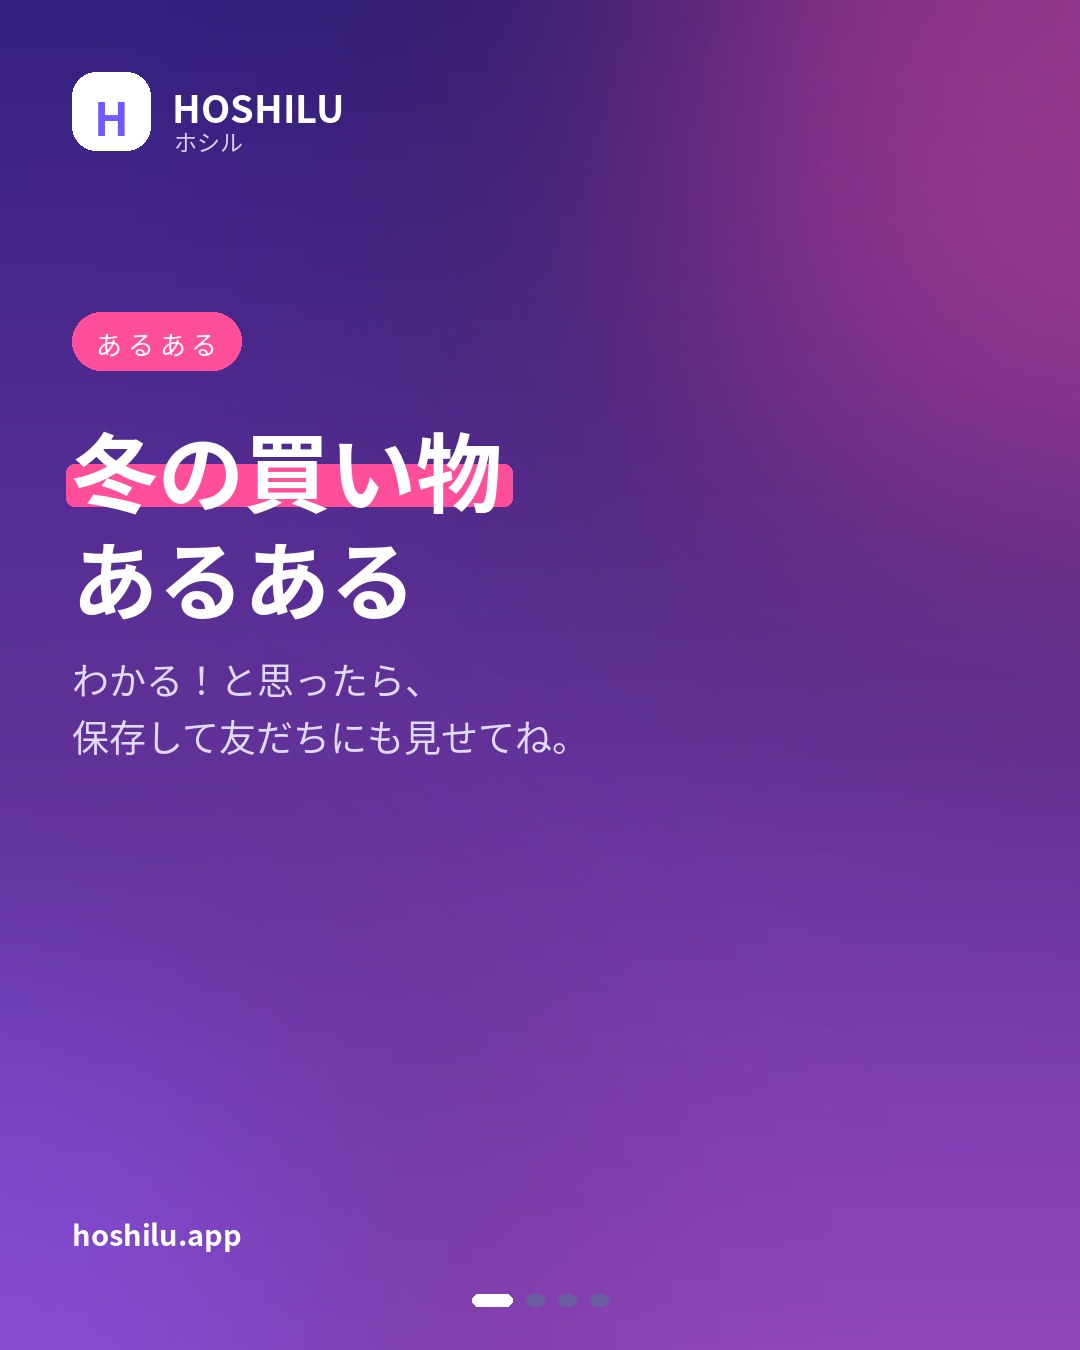 H
HOSHILU
ホシル
あるある
冬の買い物
あるある
わかる！と思ったら、
保存して友だちにも見せてね。
hoshilu.app